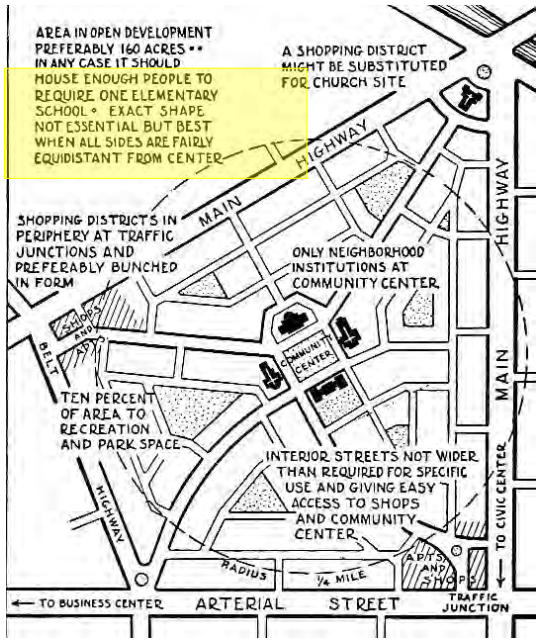 AREA IN OPEN DEVELOPMENT
PREFERABLY 160 ACRES ••
IN ANY CASE IT SHOULD
HOUSE ENOUGH PEOPLE TO
REQUIRE ONE ELEMENTARY
SCHOOL • EXACT SHAPE
NOT ESSENTIAL BUT BEST
WHEN ALL SIDES ARE FAIRLY
EQUIDISTANT FROM CENTER
A SHOPPING DISTRICT
MIGHT BE SUBSTITUTED
FOR CHURCH SITE
MAIN HIGHWAY
HIGHWAY
MAIN
SHOPPING DISTRICTS IN
PERIPHERY AT TRAFFIC
JUNCTIONS AND
PREFERABLY BUNCHED
IN FORM
ONLY NEIGHBORHOOD
INSTITUTIONS AT
COMMUNITY CENTER
SHOPS
AND
APTS
COMMUNITY
CENTER
BELT
HIGHWAY
TEN PERCENT
OF AREA TO
RECREATION
AND PARK SPACE
INTERIOR STREETS NOT WIDER
THAN REQUIRED FOR SPECIFIC
USE AND GIVING EASY
ACCESS TO SHOPS
AND COMMUNITY
CENTER
TO CIVIC CENTER
APTS
AND
SHOPS
RADIUS 1/4 MILE
TO BUSINESS CENTER
ARTERIAL STREET
TRAFFIC
JUNCTION